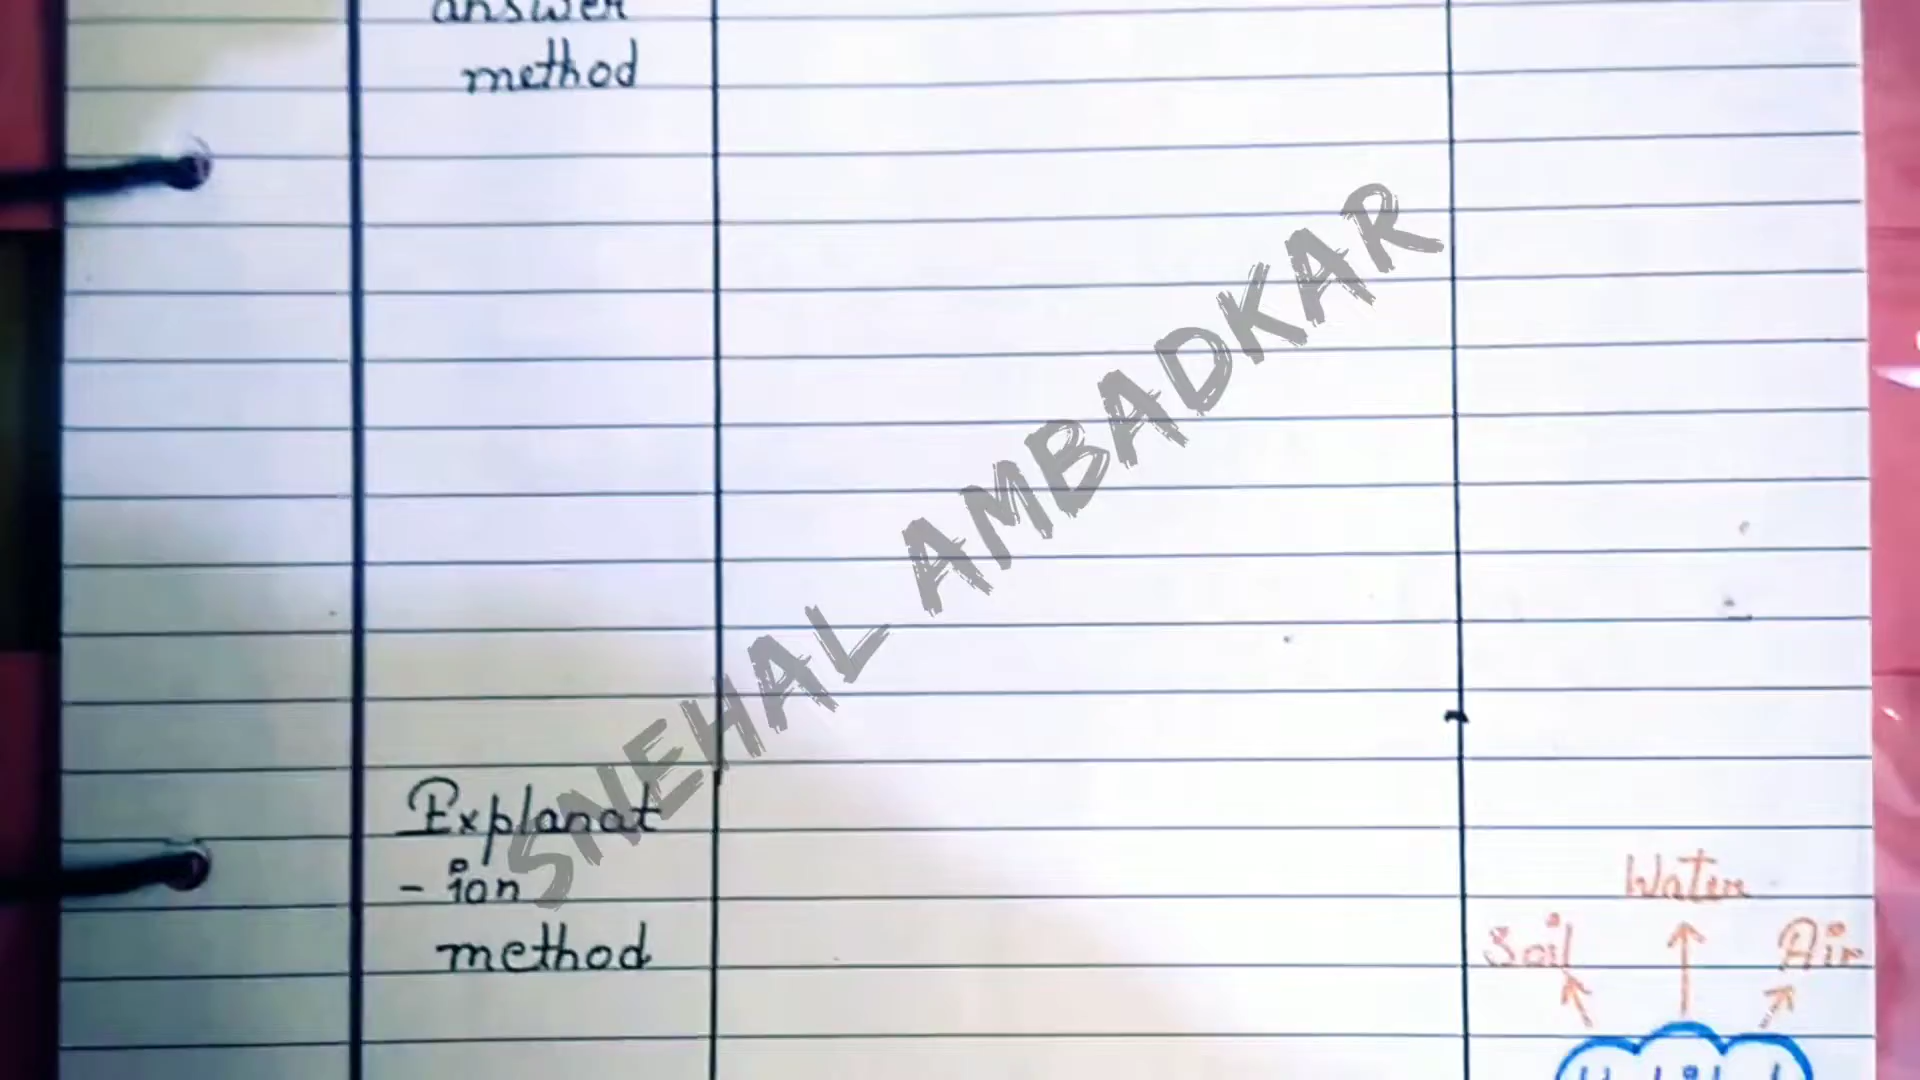 answer
method
SNEHAL AMBADKAR
Explanat
- ion
method
Water
Soil
Air